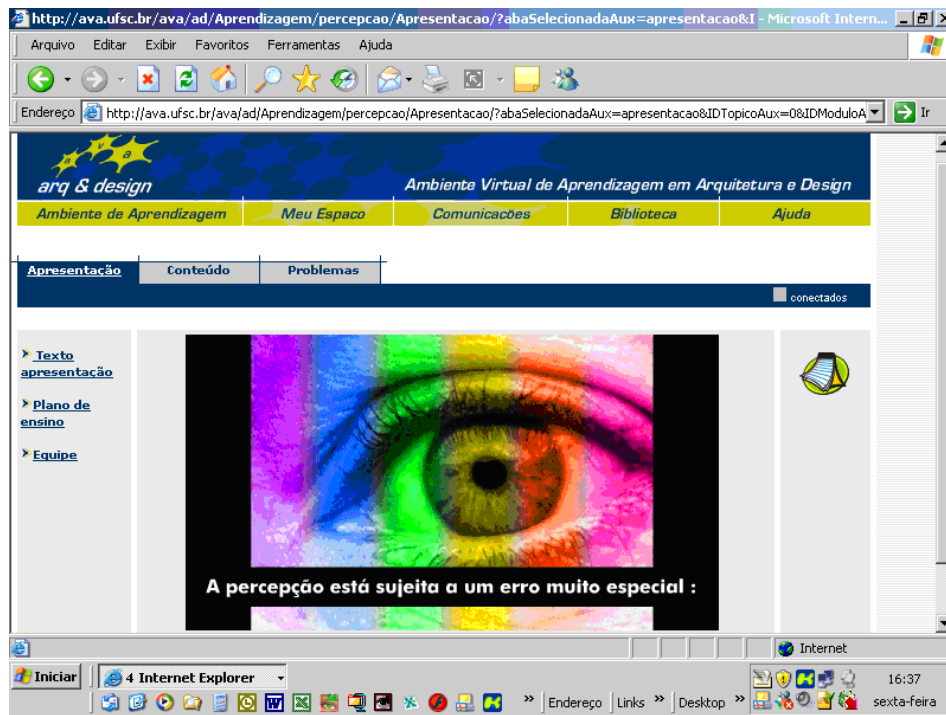 http://ava.ufsc.br/ava/ad/Aprendizagem/percepcao/Apresentacao/?abaSelecionadaAux=apresentacao&I - Microsoft Intern...
Arquivo Editar Exibir Favoritos Ferramentas Ajuda
Endereço http://ava.ufsc.br/ava/ad/Aprendizagem/percepcao/Apresentacao/?abaSelecionadaAux=apresentacao&IDTopicoAux=0&IDModuloA Ir
ava
arq & design
Ambiente Virtual de Aprendizagem em Arquitetura e Design
Ambiente de Aprendizagem Meu Espaco Comunicacões Biblioteca Ajuda
Apresentação Conteúdo Problemas
conectados
Texto
apresentação
Plano de
ensino
Equipe
A percepção está sujeita a um erro muito especial :
Internet
Iniciar 4 Internet Explorer 16:37
Endereço Links Desktop sexta-feira